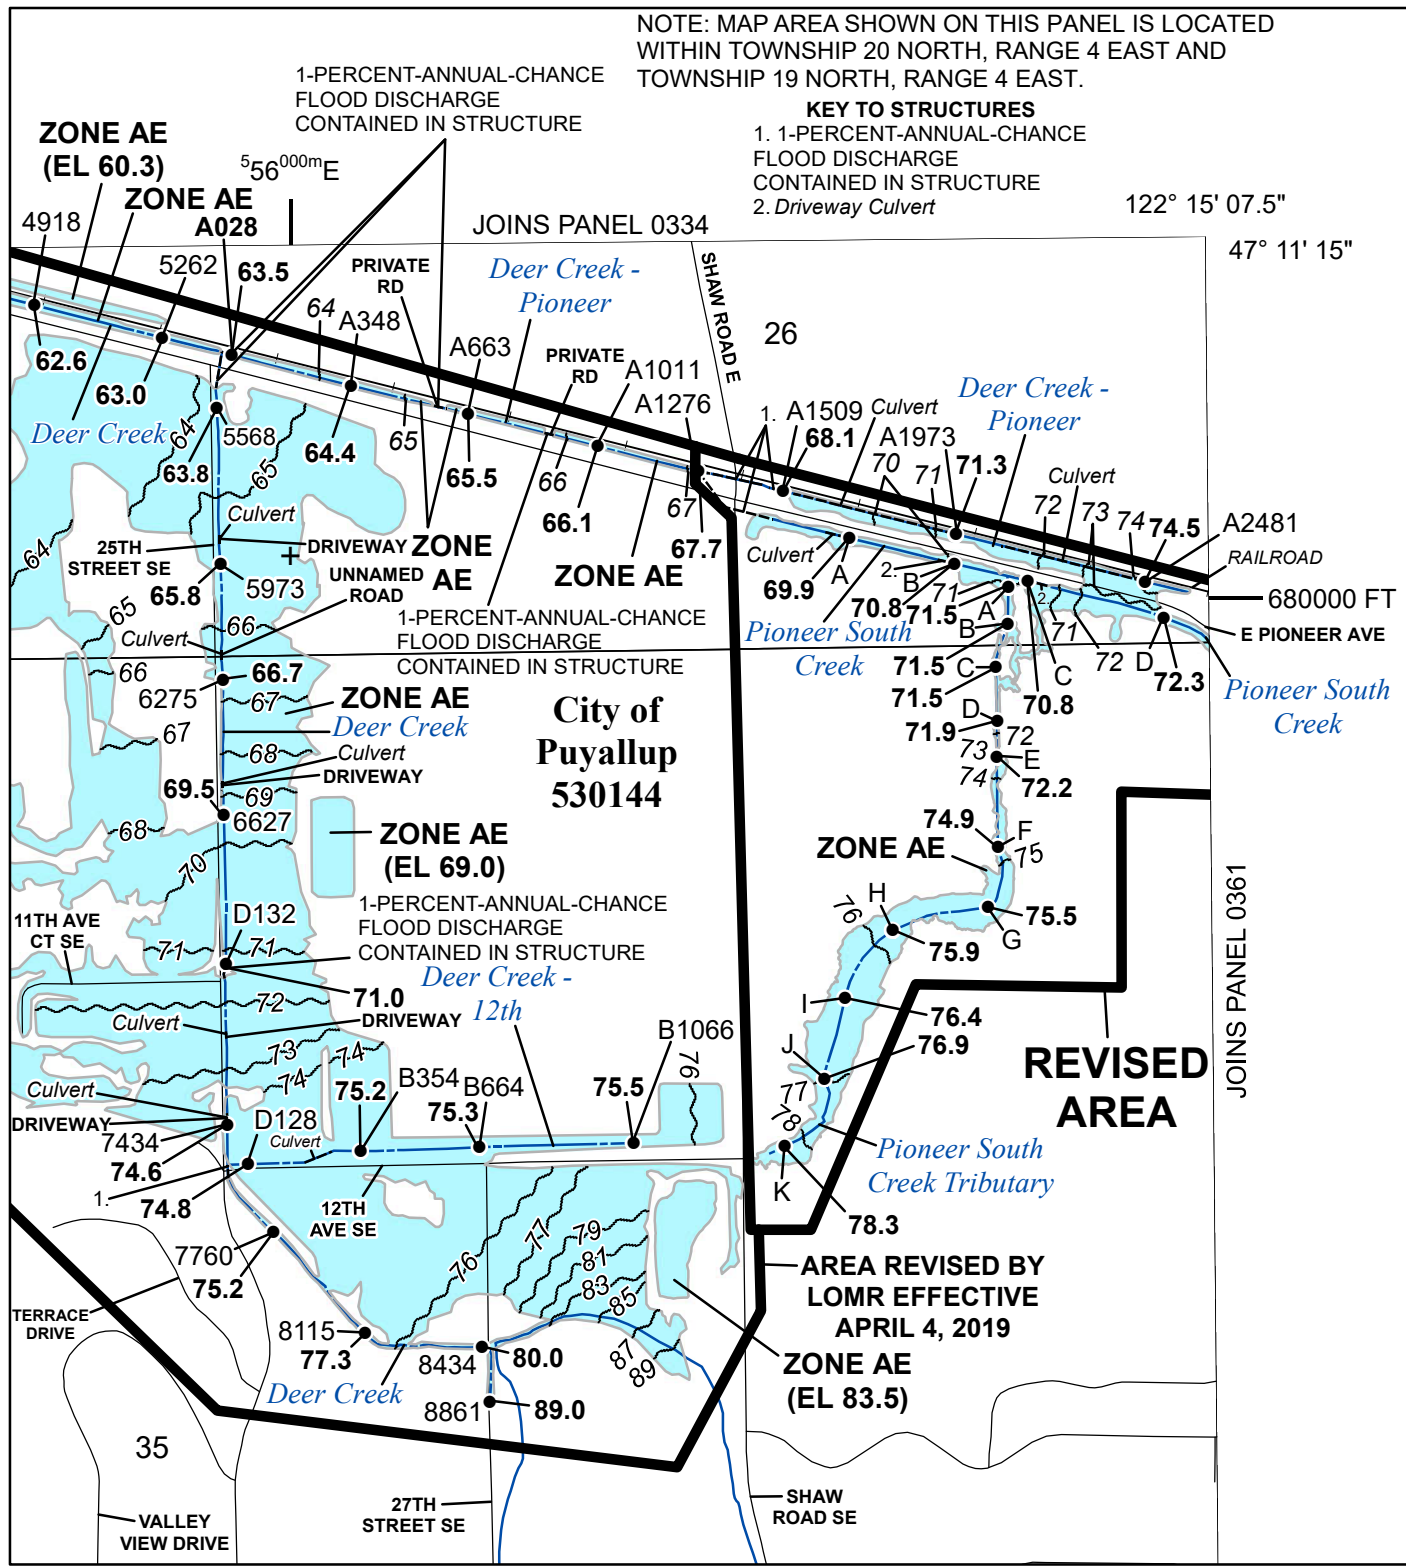 NOTE: MAP AREA SHOWN ON THIS PANEL IS LOCATED
WITHIN TOWNSHIP 20 NORTH, RANGE 4 EAST AND
TOWNSHIP 19 NORTH, RANGE 4 EAST.
KEY TO STRUCTURES
1. 1-PERCENT-ANNUAL-CHANCE
FLOOD DISCHARGE
CONTAINED IN STRUCTURE
2. Driveway Culvert
1-PERCENT-ANNUAL-CHANCE
FLOOD DISCHARGE
CONTAINED IN STRUCTURE
ZONE AE
(EL 60.3)
ZONE AE
556000mE
122° 15' 07.5"
47° 11' 15"
JOINS PANEL 0334
4918
A028
5262
63.5
PRIVATE
RD
Deer Creek -
Pioneer
SHAW ROAD E
26
64
A348
A663
PRIVATE
RD
A1011
A1276
62.6
63.0
Deer Creek
64
5568
63.8
65
64.4
65
65.5
66
66.1
67
67.7
1.
A1509
68.1
Culvert
A1973
70
71
71.3
Deer Creek -
Pioneer
Culvert
72
73
74
74.5
A2481
RAILROAD
680000 FT
E PIONEER AVE
64
25TH
STREET SE
Culvert
DRIVEWAY
ZONE
AE
ZONE AE
65.8
5973
UNNAMED
ROAD
65
66
Culvert
66
1-PERCENT-ANNUAL-CHANCE
FLOOD DISCHARGE
CONTAINED IN STRUCTURE
Culvert
69.9
A
2.
B
70.8
71
71.5
A
B
2.
71
72
C
D
72.3
Pioneer South
Creek
71.5
C
71.5
70.8
Pioneer South
Creek
6275
66.7
67
ZONE AE
Deer Creek
67
68
Culvert
DRIVEWAY
69.5
69
6627
City of
Puyallup
530144
D
71.9
72
73
E
74
72.2
74.9
F
75
ZONE AE
68
70
ZONE AE
(EL 69.0)
1-PERCENT-ANNUAL-CHANCE
FLOOD DISCHARGE
CONTAINED IN STRUCTURE
JOINS PANEL 0361
11TH AVE
CT SE
D132
71
71
71.0
72
Culvert
DRIVEWAY
Deer Creek -
12th
H
76
75.9
75.5
G
I
76.4
J
76.9
77
78
REVISED
AREA
73
74
74
Culvert
DRIVEWAY
7434
74.6
D128
Culvert
75.2
B354
75.3
B664
75.5
B1066
76
1.
74.8
12TH
AVE SE
Pioneer South
Creek Tributary
K
78.3
7760
75.2
76
77
79
81
83
85
87
89
AREA REVISED BY
LOMR EFFECTIVE
APRIL 4, 2019
ZONE AE
(EL 83.5)
TERRACE
DRIVE
8115
77.3
8434
80.0
Deer Creek
8861
89.0
35
VALLEY
VIEW DRIVE
27TH
STREET SE
SHAW
ROAD SE